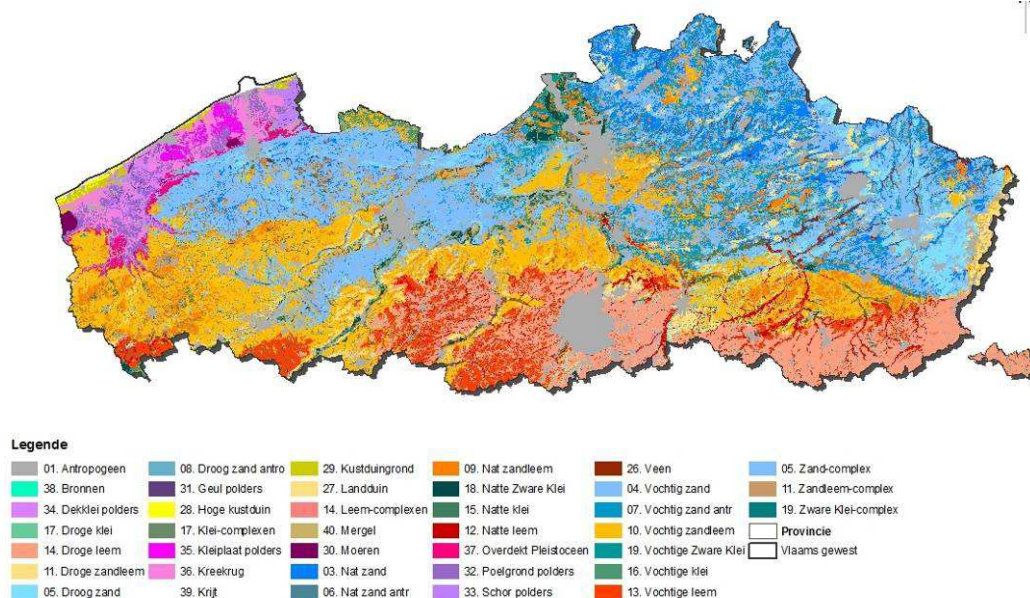 Legende
01. Antropogeen
38. Bronnen
34. Dekklei polders
17. Droge klei
14. Droge leem
11. Droge zandleem
05. Droog zand
08. Droog zand antro
31. Geul polders
28. Hoge kustduin
17. Klei-complexen
35. Kleiplaat polders
36. Kreekrug
39. Krijt
29. Kustduingrond
27. Landduin
14. Leem-complexen
40. Mergel
30. Moeren
03. Nat zand
06. Nat zand antr
09. Nat zandleem
18. Natte Zware Klei
15. Natte klei
12. Natte leem
37. Overdekt Pleistoceen
32. Poelgrond polders
33. Schor polders
26. Veen
04. Vochtig zand
07. Vochtig zand antr
10. Vochtig zandleem
19. Vochtige Zware Klei
16. Vochtige klei
13. Vochtige leem
05. Zand-complex
11. Zandleem-complex
19. Zware Klei-complex
Provincie
Vlaams gewest